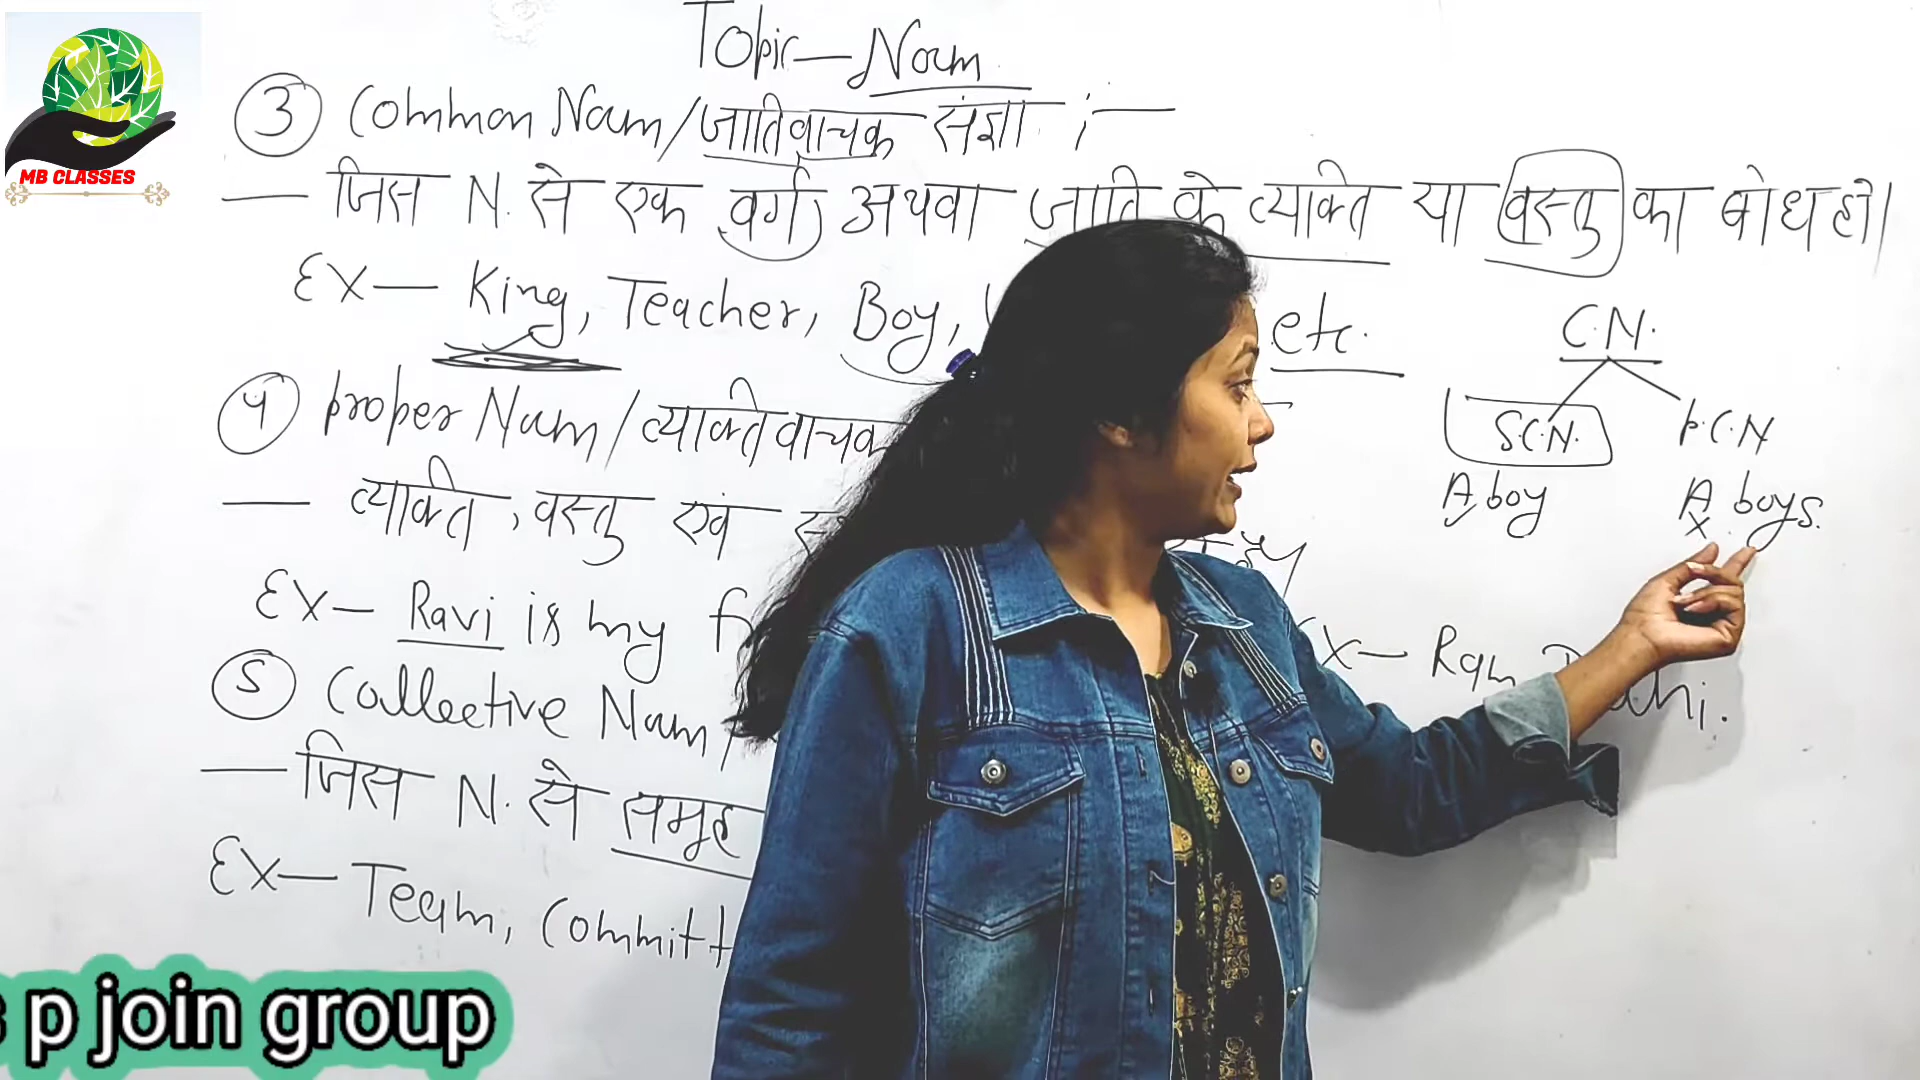 MB CLASSES
Topic — Noun
③ Common Noun / जातिवाचक संज्ञा :—
— जिस N. से एक वर्ग अथवा जाति के व्यक्ति या वस्तु का बोध हो।
EX — King, Teacher, Boy, etc.
C.N.
S.C.N. P.C.N
A boy A boys.
x
④ Proper Noun / व्यक्तिवाचक
— व्यक्ति, वस्तु एवं
EX — Ravi is my
EX — Ram
⑤ Collective Noun /
— जिस N. से समूह
EX — Team, Committ
p join group